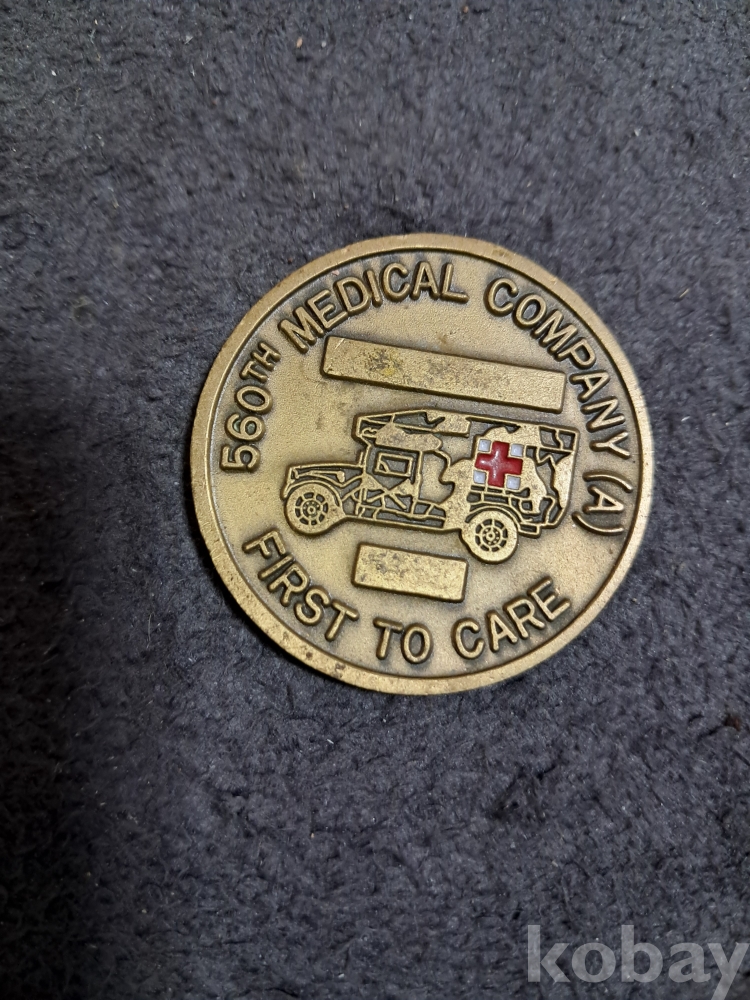 560TH MEDICAL COMPANY (A)
FIRST TO CARE
kobay